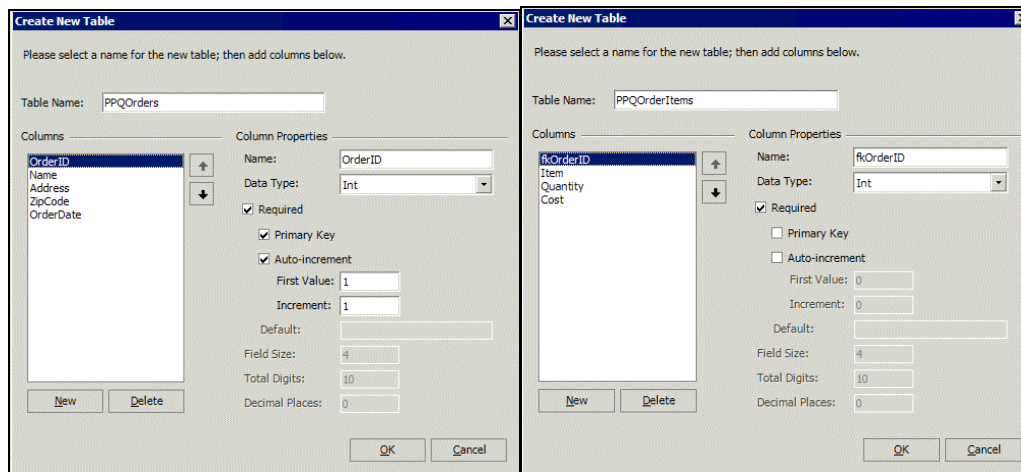 Create New Table
Please select a name for the new table; then add columns below.
Table Name: PPQOrders
Columns
OrderID
Name
Address
ZipCode
OrderDate
New Delete
Column Properties
Name: OrderID
Data Type: Int
Required
Primary Key
Auto-increment
First Value: 1
Increment: 1
Default:
Field Size: 4
Total Digits: 10
Decimal Places: 0
OK Cancel
Create New Table
Please select a name for the new table; then add columns below.
Table Name: PPQOrderItems
Columns
fkOrderID
Item
Quantity
Cost
New Delete
Column Properties
Name: fkOrderID
Data Type: Int
Required
Primary Key
Auto-increment
First Value: 0
Increment: 0
Default:
Field Size: 4
Total Digits: 10
Decimal Places: 0
OK Cancel